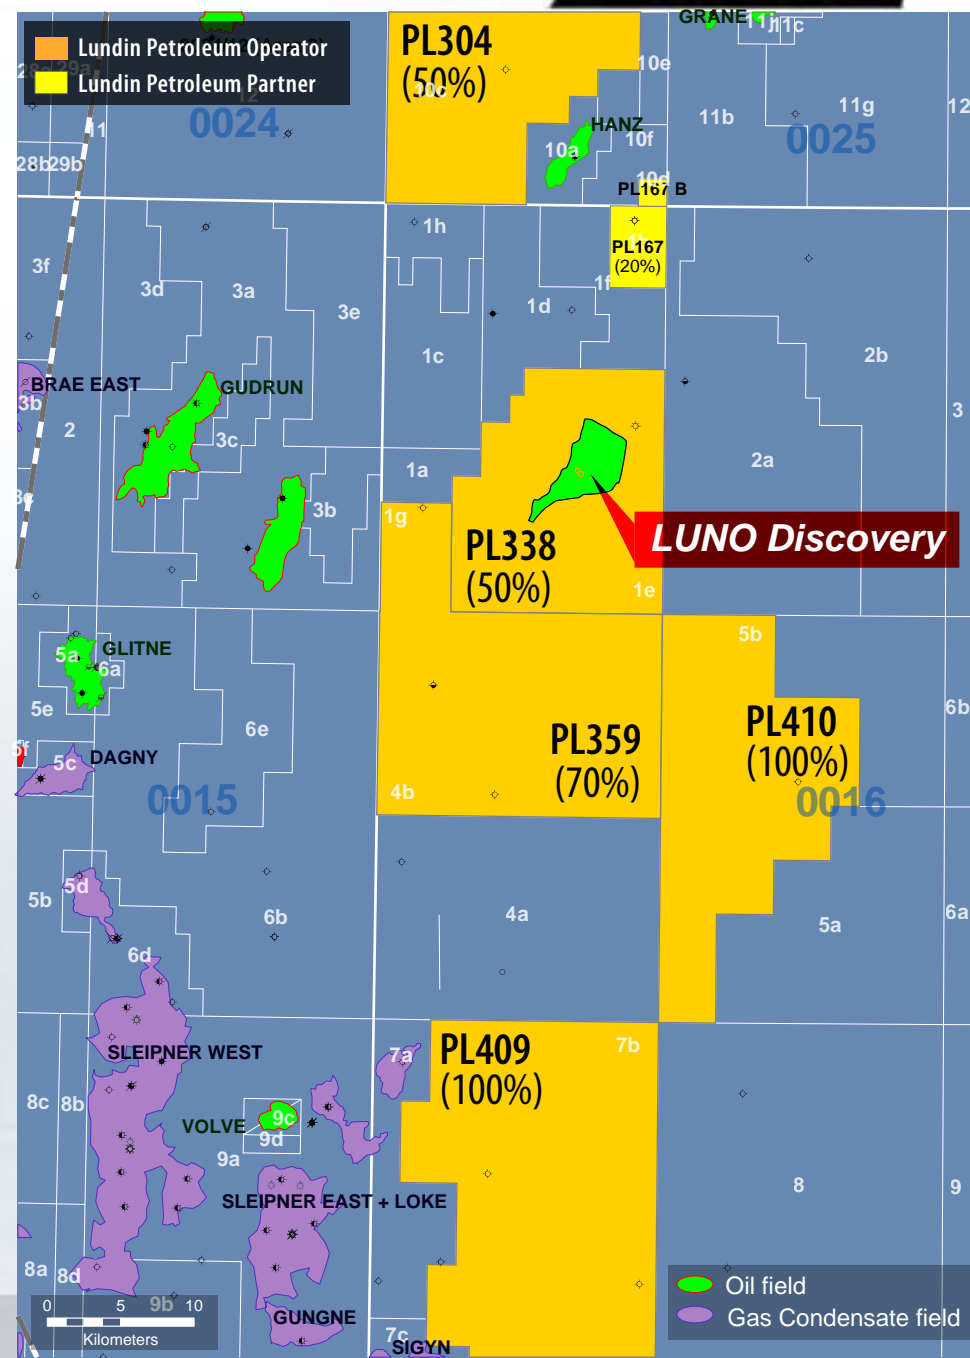 GRANE
11c
Lundin Petroleum Operator
Lundin Petroleum Partner
29a
12
11
0024
28b
29b
PL304
(50%)
10e
11b
11g
12
0025
HANZ
10a
10f
10d
PL167 B
PL167
(20%)
1h
1f
1d
3f
3d
3a
3e
1c
2b
BRAE EAST
3b
2
GUDRUN
3c
3
2a
1a
3b
1g
LUNO Discovery
PL338
(50%)
1e
5b
GLITNE
5a
6a
5e
6e
6b
PL359
(70%)
PL410
(100%)
5f
5c
DAGNY
0015
4b
0016
5d
5b
6b
4a
5a
6a
6d
SLEIPNER WEST
7a
PL409
(100%)
7b
8c
8b
VOLVE
9c
9d
9a
8
9
SLEIPNER EAST + LOKE
8a
8d
9b
0 5 10
Kilometers
GUNGNE
7c
SIGYN
Oil field
Gas Condensate field